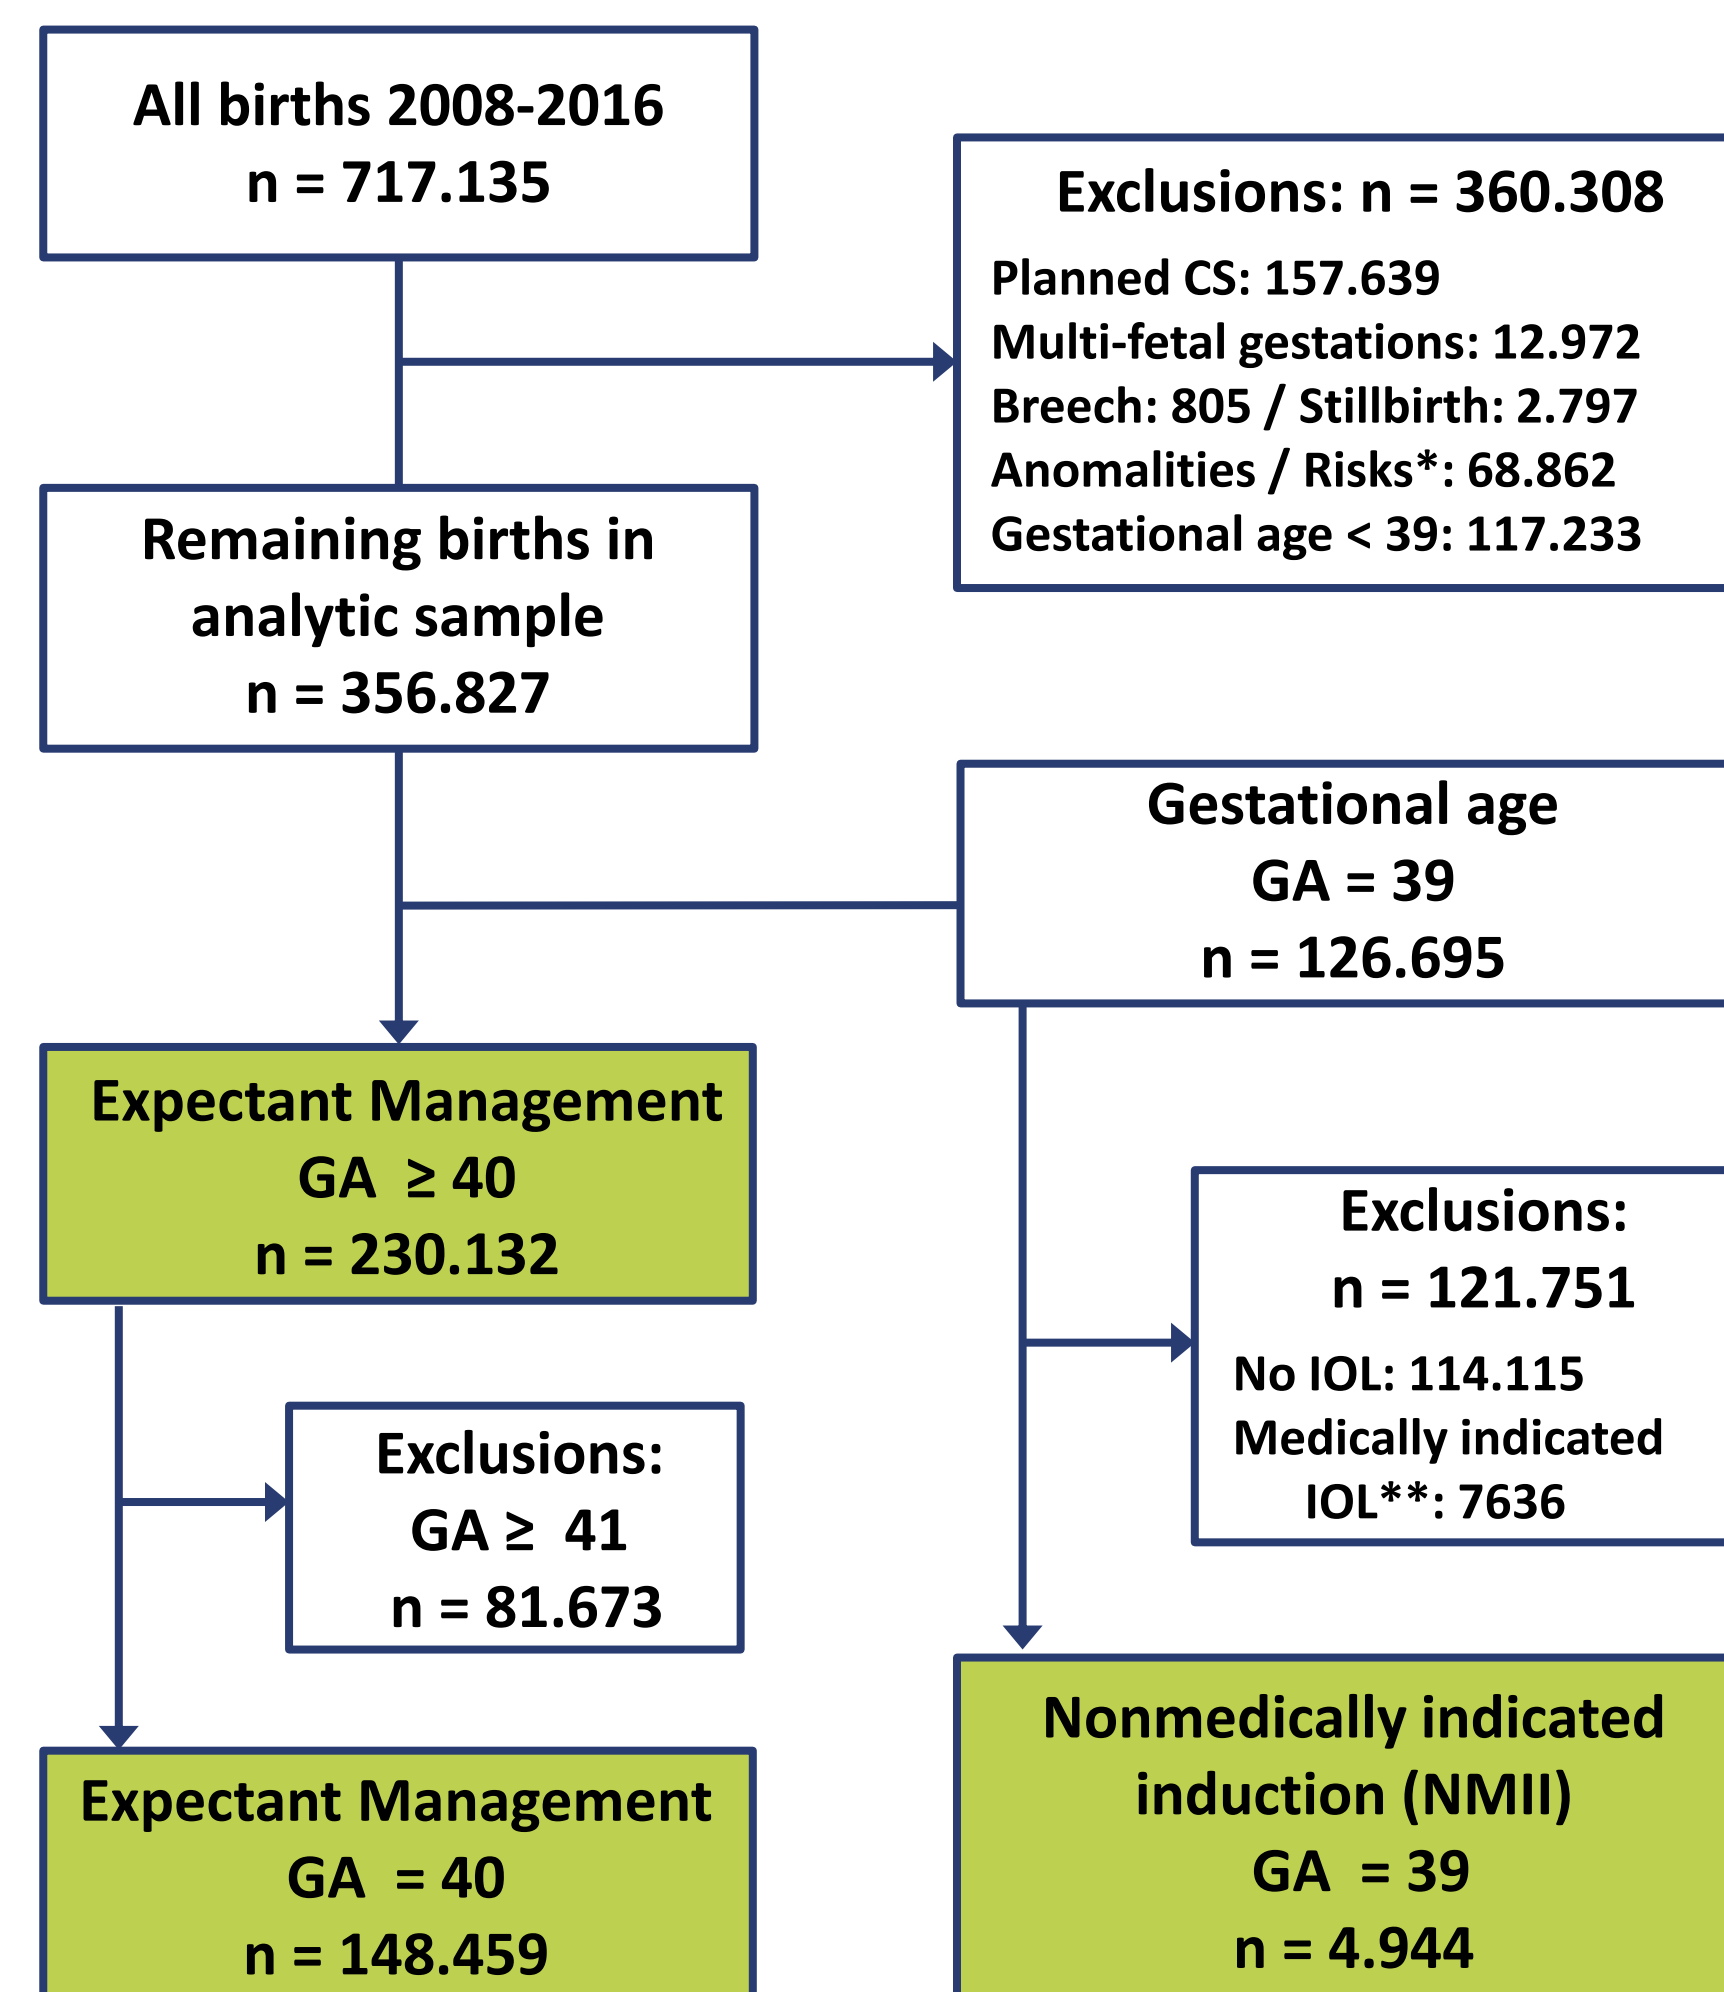 All births 2008-2016
n = 717.135
Exclusions: n = 360.308
Planned CS: 157.639
Multi-fetal gestations: 12.972
Breech: 805 / Stillbirth: 2.797
Anomalities / Risks*: 68.862
Gestational age < 39: 117.233
Remaining births in
analytic sample
n = 356.827
Gestational age
GA = 39
n = 126.695
Expectant Management
GA ≥ 40
n = 230.132
Exclusions:
n = 121.751
No IOL: 114.115
Medically indicated
IOL**: 7636
Exclusions:
GA ≥ 41
n = 81.673
Nonmedically indicated
induction (NMII)
GA = 39
n = 4.944
Expectant Management
GA = 40
n = 148.459